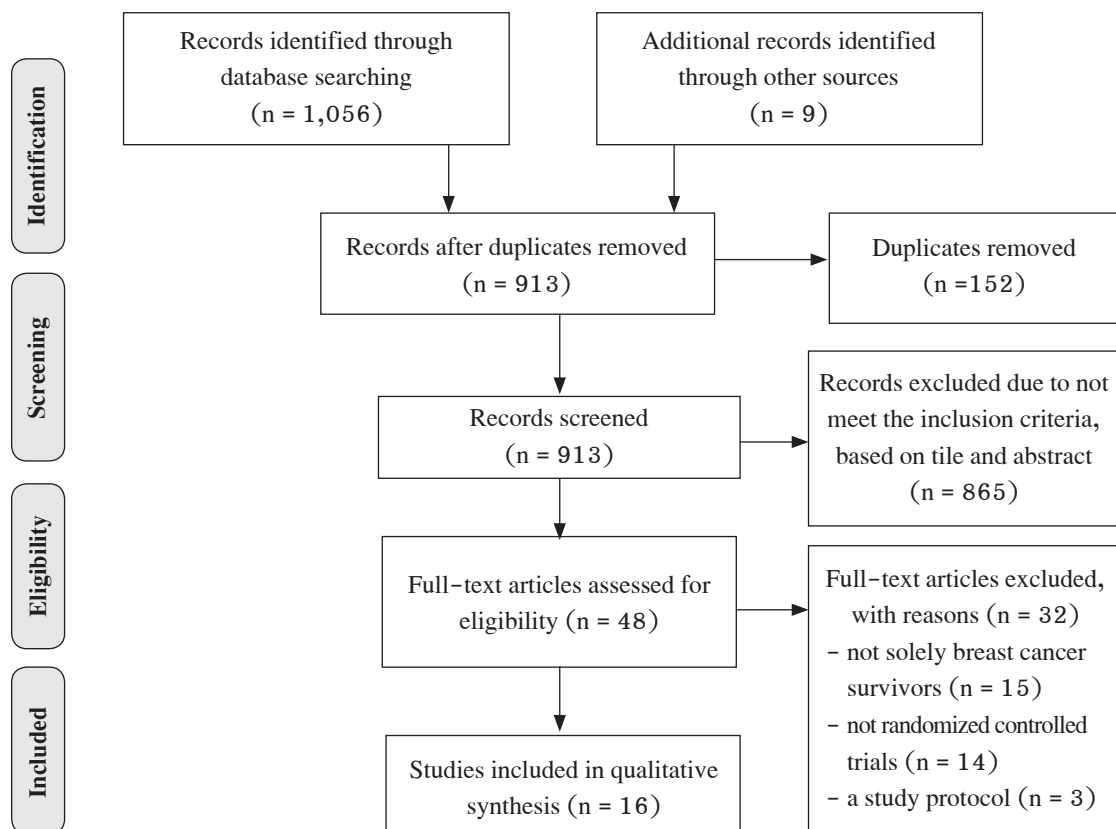 Records identified through
database searching
(n = 1,056)
Additional records identified
through other sources
(n = 9)
Identification
Records after duplicates removed
(n = 913)
Duplicates removed
(n =152)
Screening
Records screened
(n = 913)
Records excluded due to not
meet the inclusion criteria,
based on tile and abstract
(n = 865)
Eligibility
Full-text articles assessed for
eligibility (n = 48)
Full-text articles excluded,
with reasons (n = 32)
- not solely breast cancer
survivors (n = 15)
- not randomized controlled
trials (n = 14)
- a study protocol (n = 3)
Included
Studies included in qualitative
synthesis (n = 16)